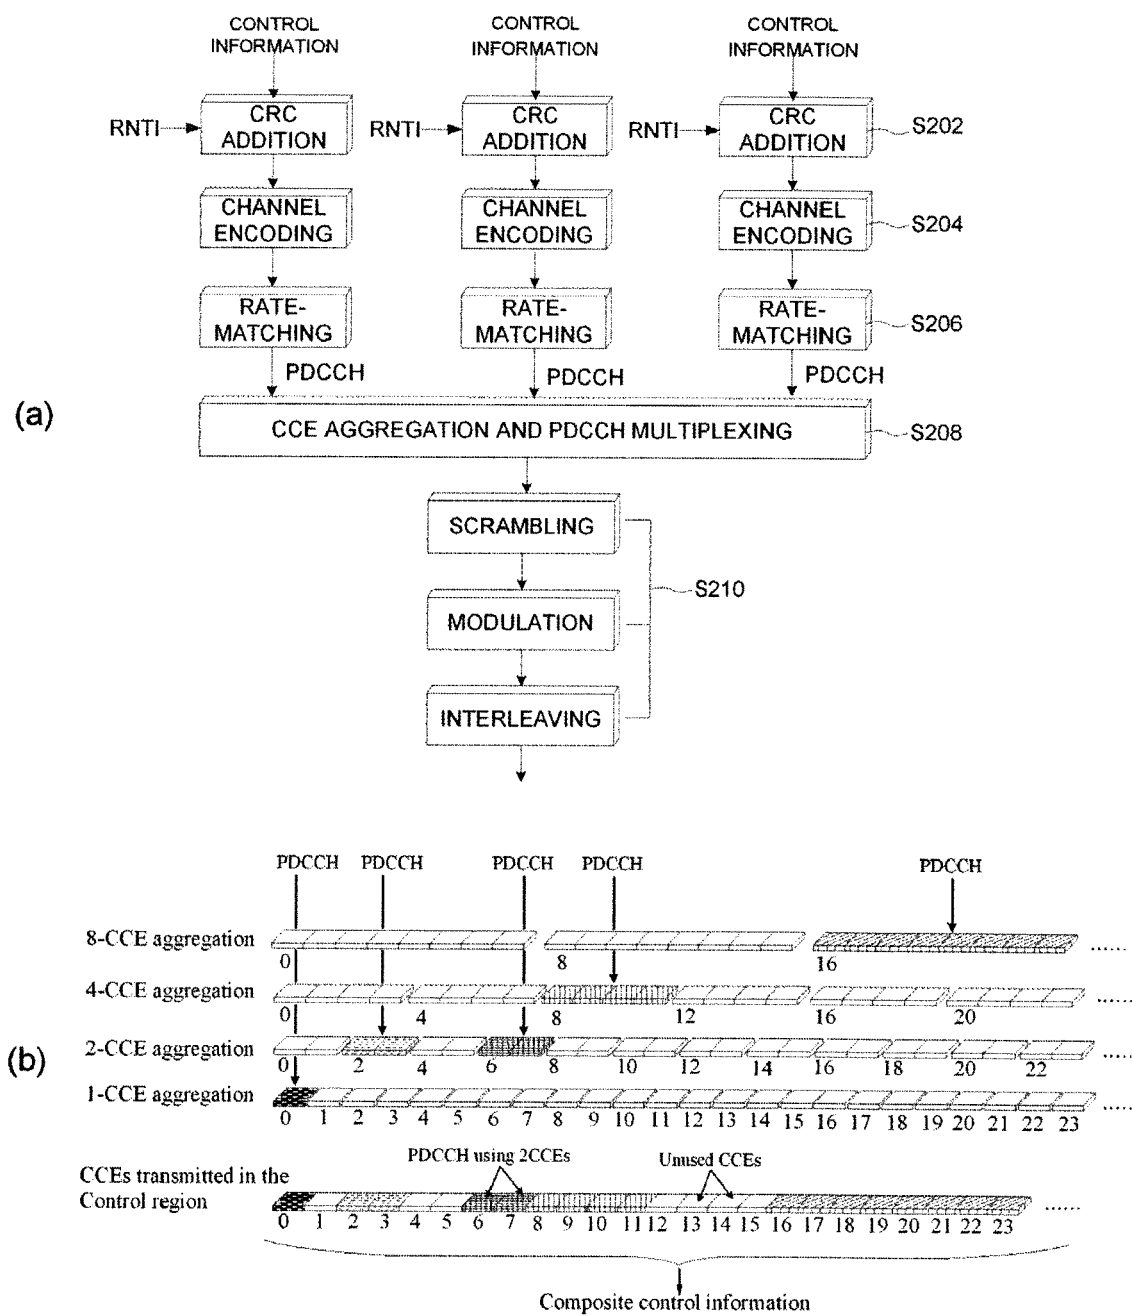 CONTROL INFORMATION
CONTROL INFORMATION
CONTROL INFORMATION
RNTI
CRC ADDITION
RNTI
CRC ADDITION
RNTI
CRC ADDITION
S202
CHANNEL ENCODING
CHANNEL ENCODING
CHANNEL ENCODING
S204
RATE-MATCHING
RATE-MATCHING
RATE-MATCHING
S206
PDCCH
PDCCH
PDCCH
(a)
CCE AGGREGATION AND PDCCH MULTIPLEXING
S208
SCRAMBLING
MODULATION
S210
INTERLEAVING
PDCCH PDCCH PDCCH PDCCH PDCCH
8-CCE aggregation
......
0 8 16
4-CCE aggregation
......
0 4 8 12 16 20
(b)
2-CCE aggregation
......
0 2 4 6 8 10 12 14 16 18 20 22
1-CCE aggregation
......
0 1 2 3 4 5 6 7 8 9 10 11 12 13 14 15 16 17 18 19 20 21 22 23
PDCCH using 2CCEs
Unused CCEs
CCEs transmitted in the
Control region
......
0 1 2 3 4 5 6 7 8 9 10 11 12 13 14 15 16 17 18 19 20 21 22 23
Composite control information